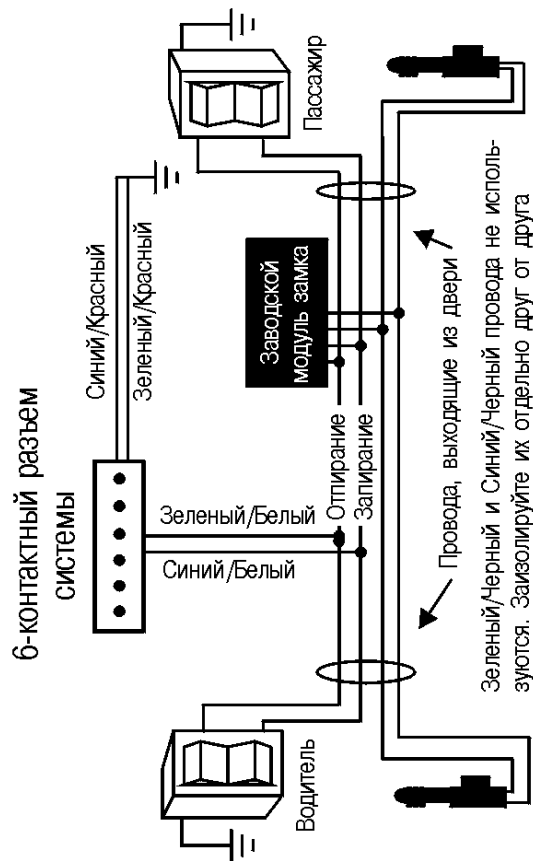 6-контактный разъем
системы
Синий/Красный
Зеленый/Красный
Зеленый/Белый
Синий/Белый
Водитель
Пассажир
Заводской
модуль замка
Отпирание
Запирание
Провода, выходящие из двери
Зеленый/Черный и Синий/Черный провода не исполь-
зуются. Заизолируйте их отдельно друг от друга